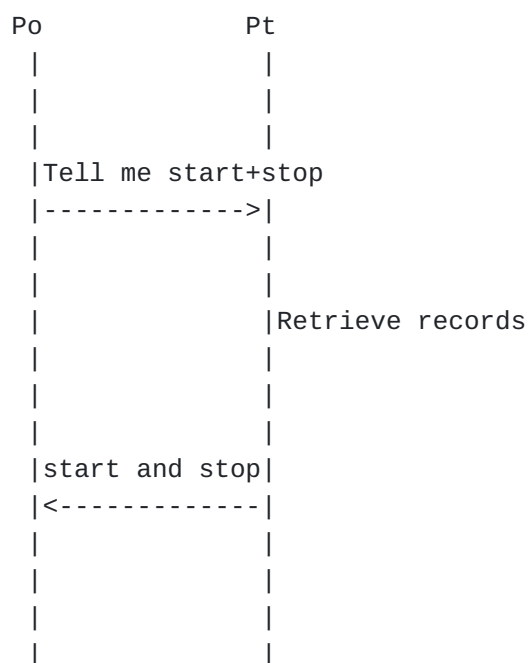 Po Pt
Tell me start+stop
Retrieve records
start and stop